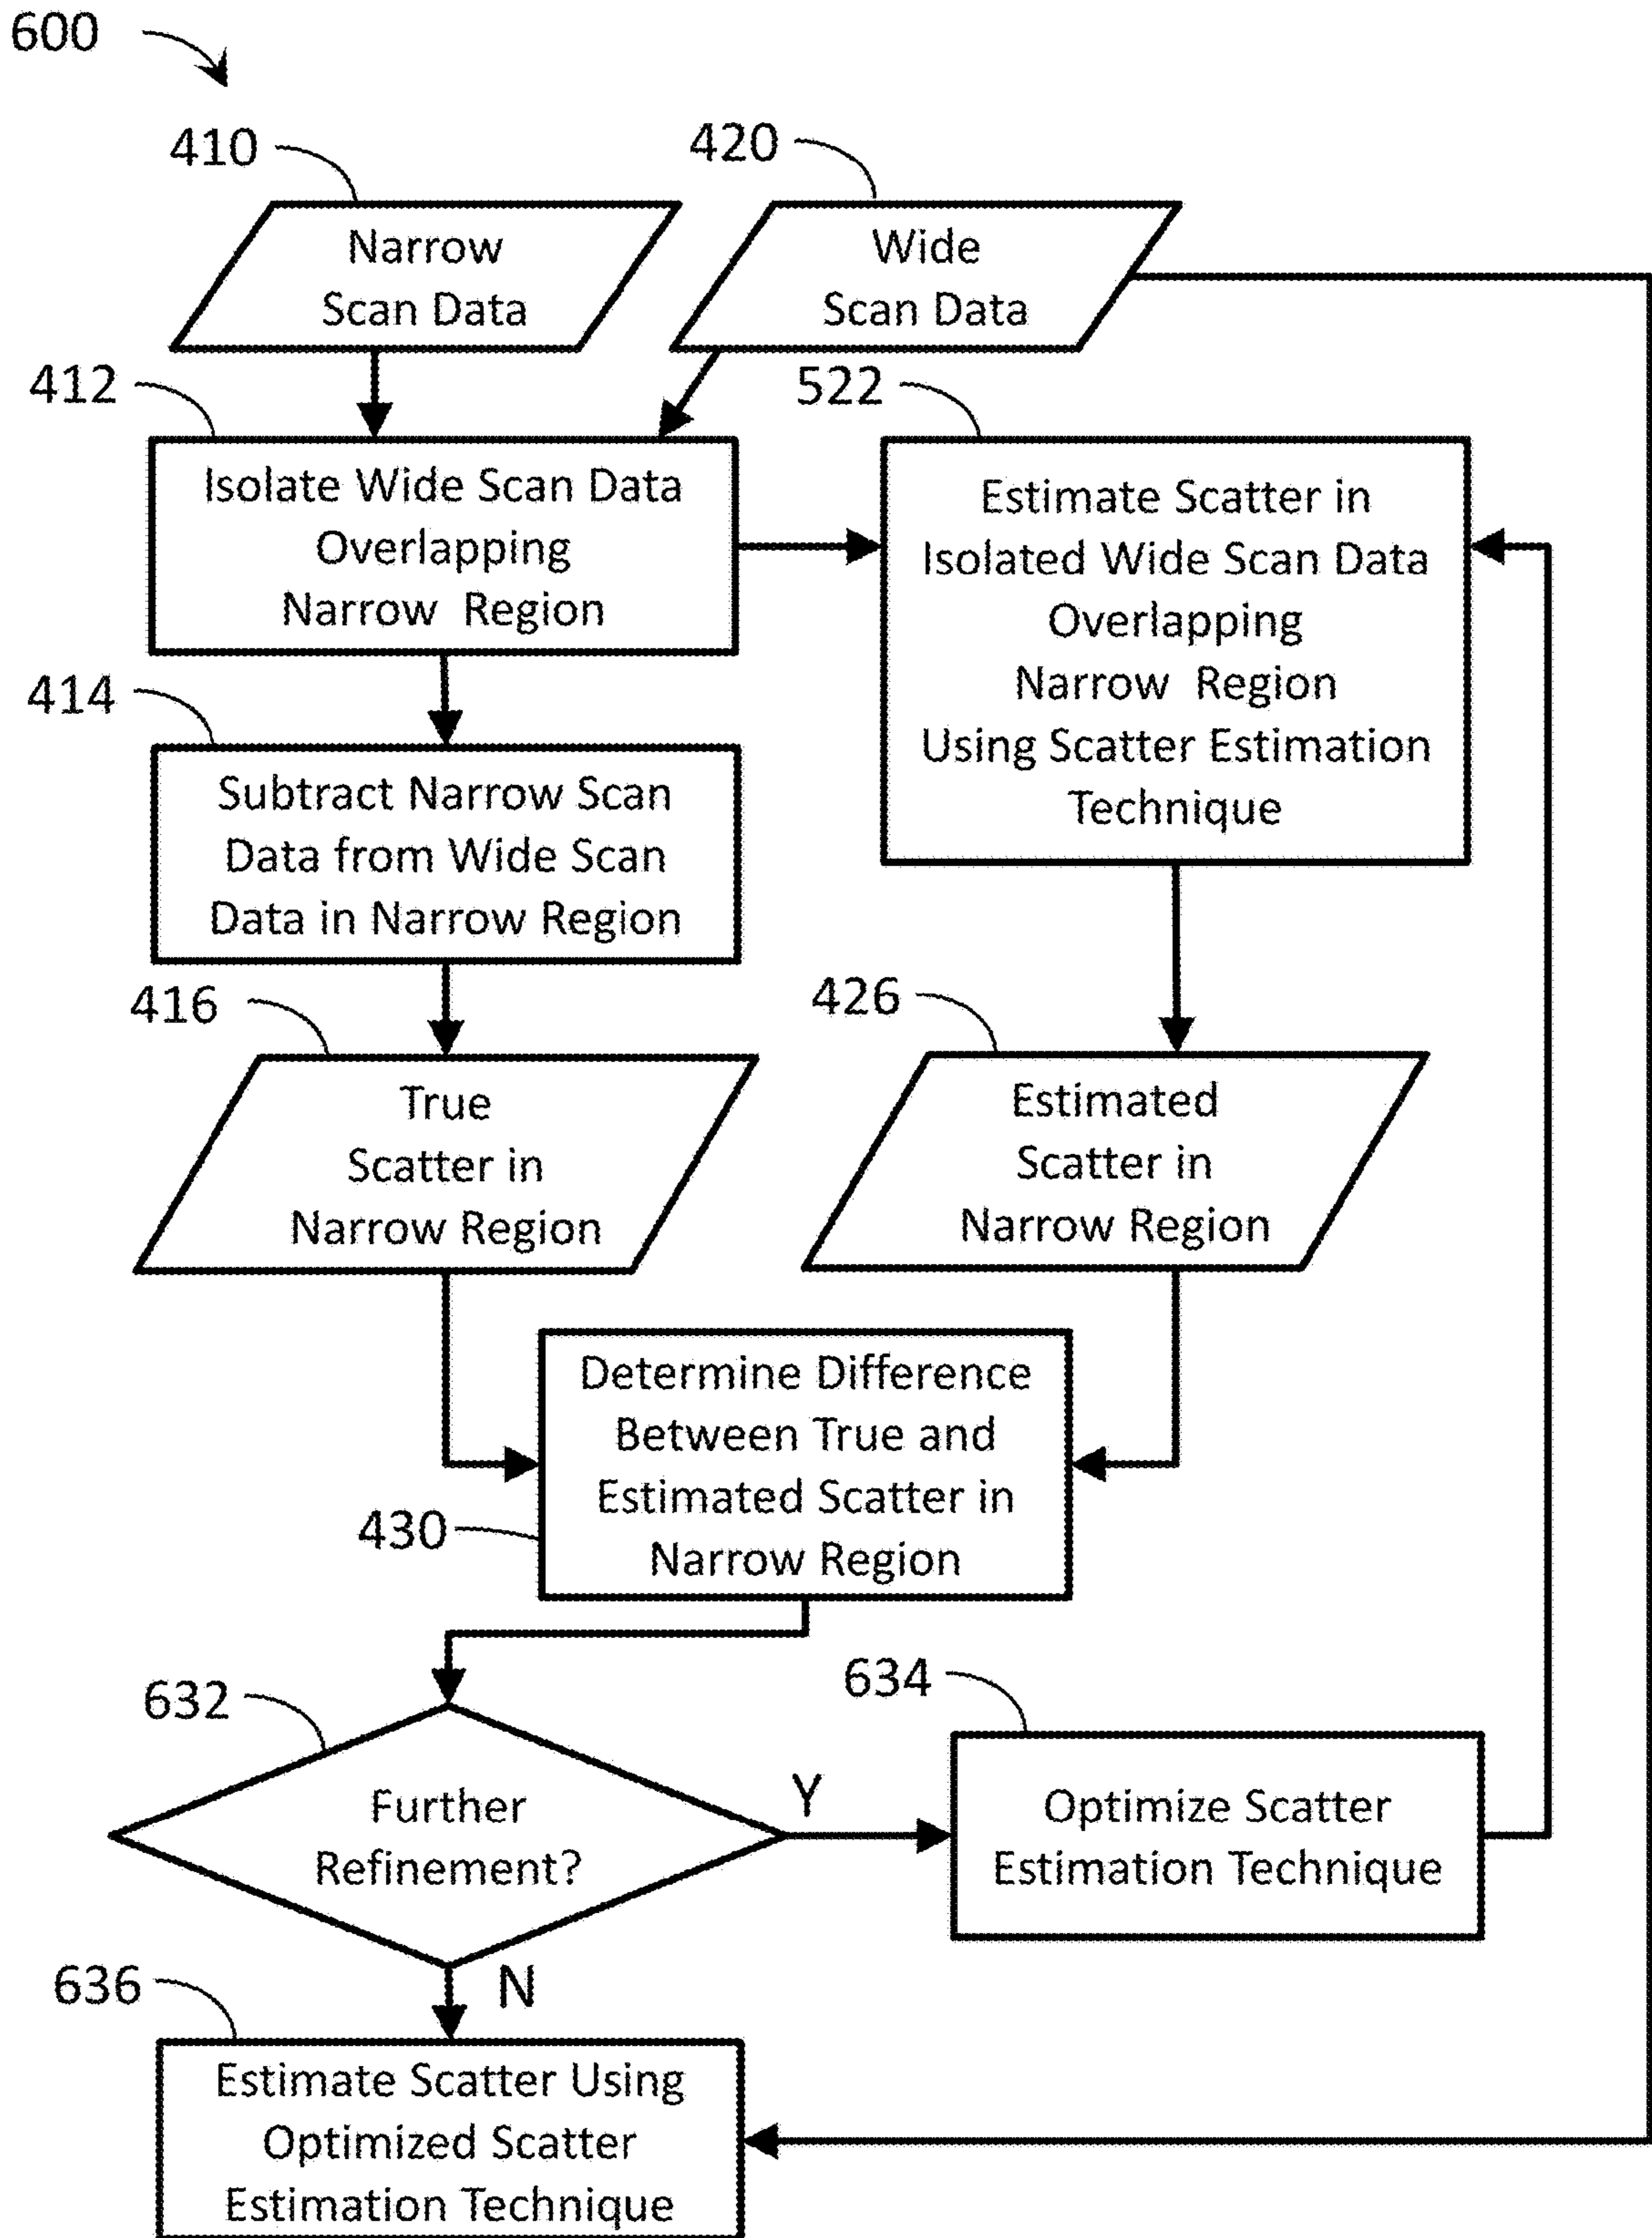 600
410
420
Narrow
Scan Data
Wide
Scan Data
412
522
Isolate Wide Scan Data
Overlapping
Narrow Region
Estimate Scatter in
Isolated Wide Scan Data
Overlapping
Narrow Region
Using Scatter Estimation
Technique
414
Subtract Narrow Scan
Data from Wide Scan
Data in Narrow Region
416
426
True
Scatter in
Narrow Region
Estimated
Scatter in
Narrow Region
Determine Difference
Between True and
Estimated Scatter in
Narrow Region
430
632
634
Further
Refinement?
Y
Optimize Scatter
Estimation Technique
N
636
Estimate Scatter Using
Optimized Scatter
Estimation Technique